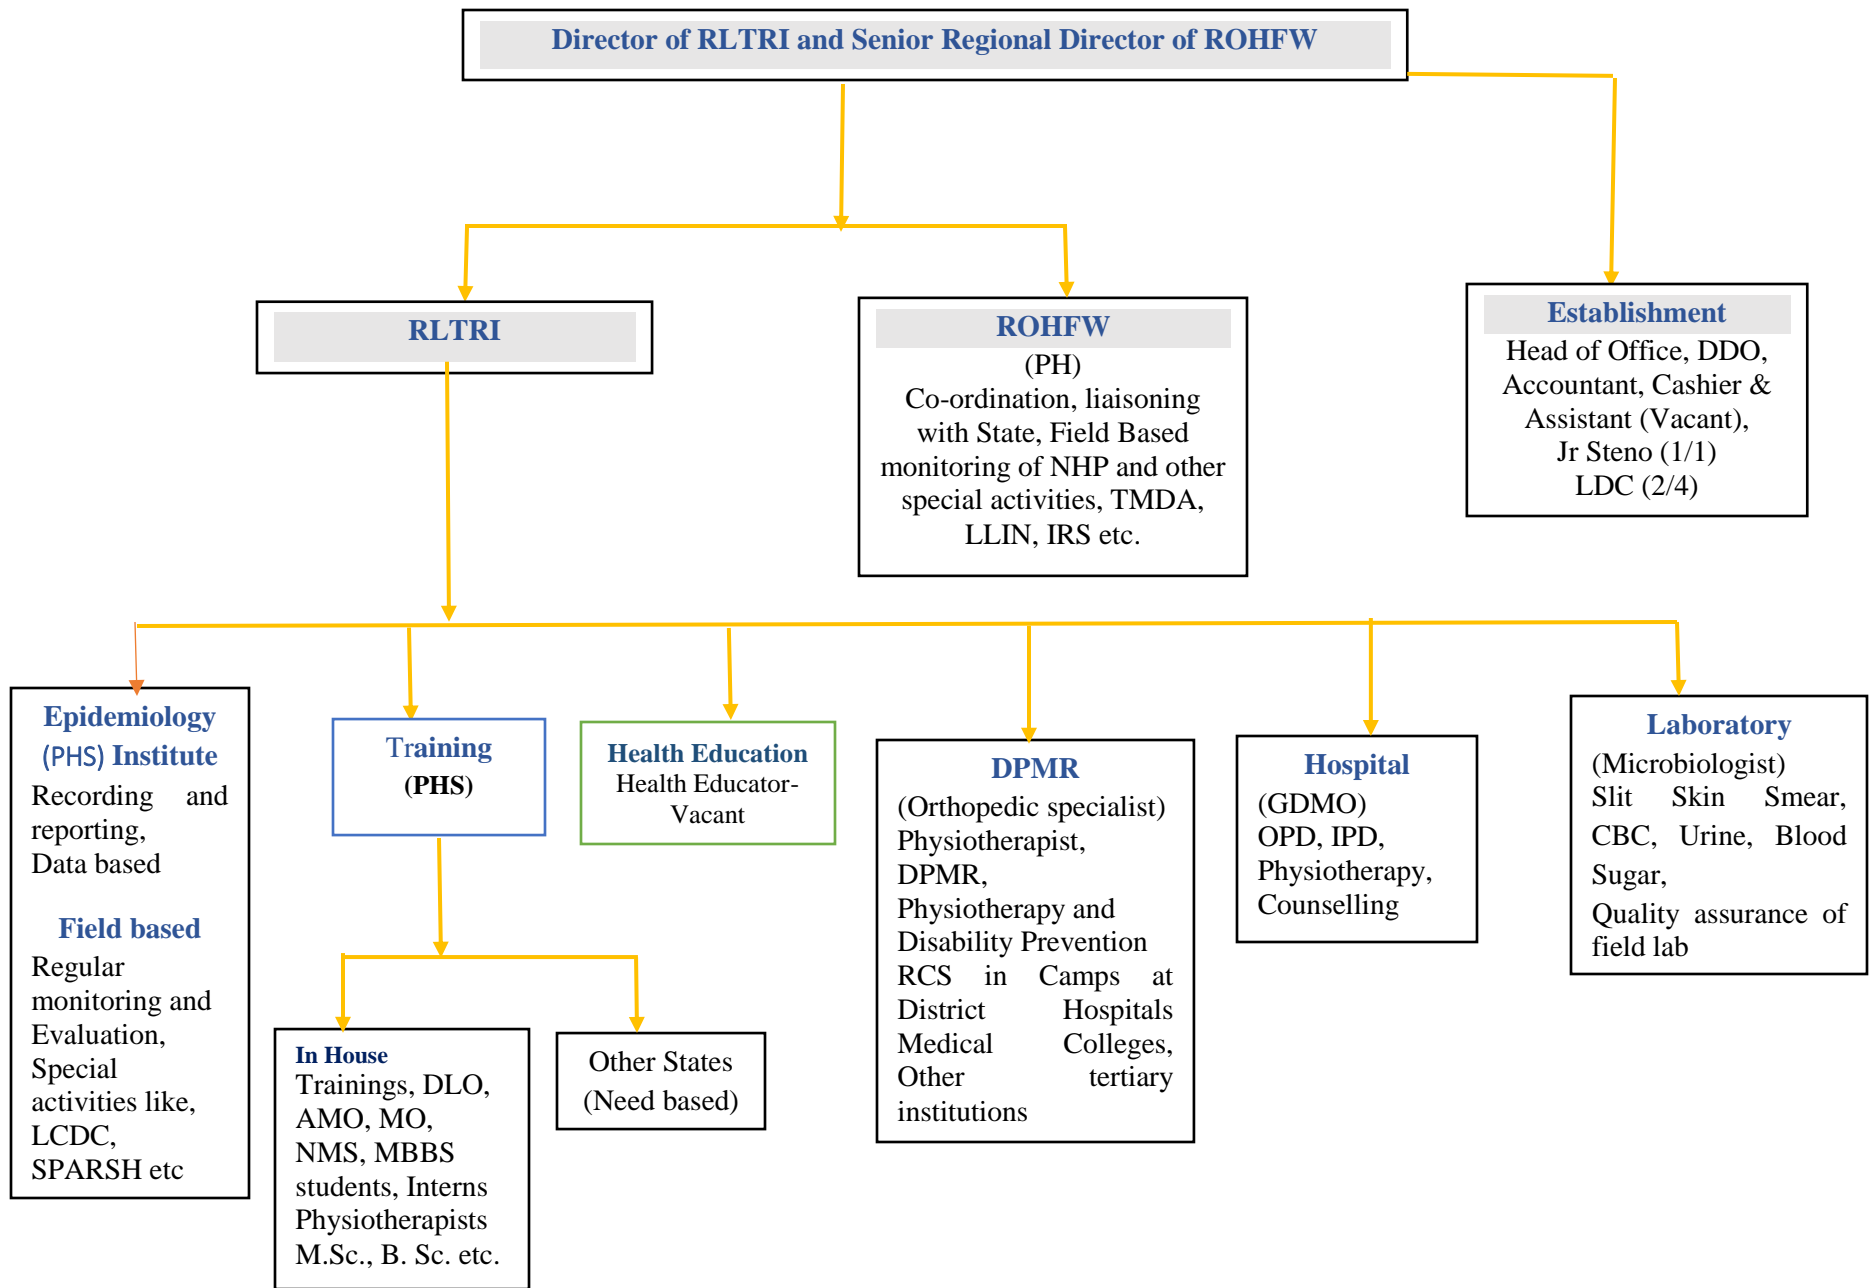 Director of RLTRI and Senior Regional Director of ROHFW
RLTRI
ROHFW
(PH)
Co-ordination, liaisoning
with State, Field Based
monitoring of NHP and other
special activities, TMDA,
LLIN, IRS etc.
Establishment
Head of Office, DDO,
Accountant, Cashier &
Assistant (Vacant),
Jr Steno (1/1)
LDC (2/4)
Epidemiology
(PHS) Institute
Recording and
reporting,
Data based
Field based
Regular
monitoring and
Evaluation,
Special
activities like,
LCDC,
SPARSH etc
Training
(PHS)
In House
Trainings, DLO,
AMO, MO,
NMS, MBBS
students, Interns
Physiotherapists
M.Sc., B. Sc. etc.
Other States
(Need based)
Health Education
Health Educator-
Vacant
DPMR
(Orthopedic specialist)
Physiotherapist,
DPMR,
Physiotherapy and
Disability Prevention
RCS in Camps at
District Hospitals
Medical Colleges,
Other tertiary
institutions
Hospital
(GDMO)
OPD, IPD,
Physiotherapy,
Counselling
Laboratory
(Microbiologist)
Slit Skin Smear,
CBC, Urine, Blood
Sugar,
Quality assurance of
field lab